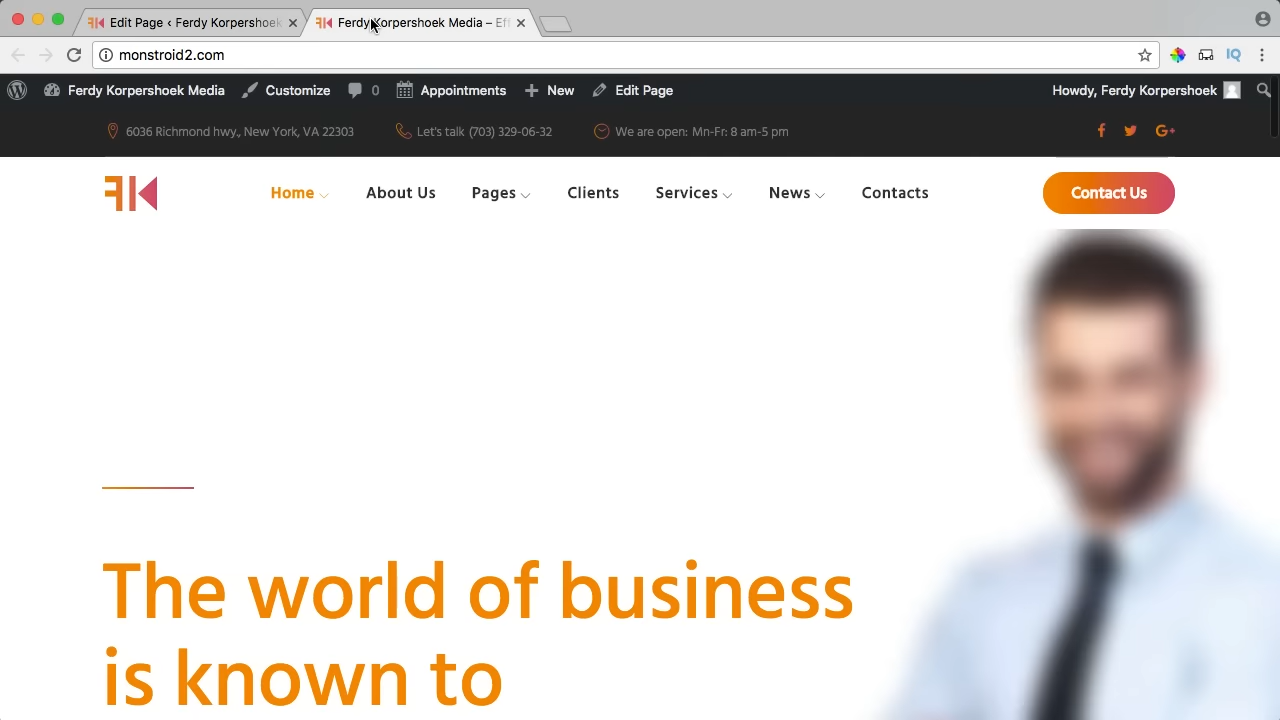 Edit Page ‹ Ferdy Korpershoek
Ferdy Korpershoek Media – Eff
monstroid2.com
IQ
Ferdy Korpershoek Media Customize 0 Appointments New Edit Page Howdy, Ferdy Korpershoek
6036 Richmond hwy., New York, VA 22303 Let's talk (703) 329-06-32 We are open: Mn-Fr: 8 am-5 pm
Home About Us Pages Clients Services News Contacts Contact Us
The world of business
is known to